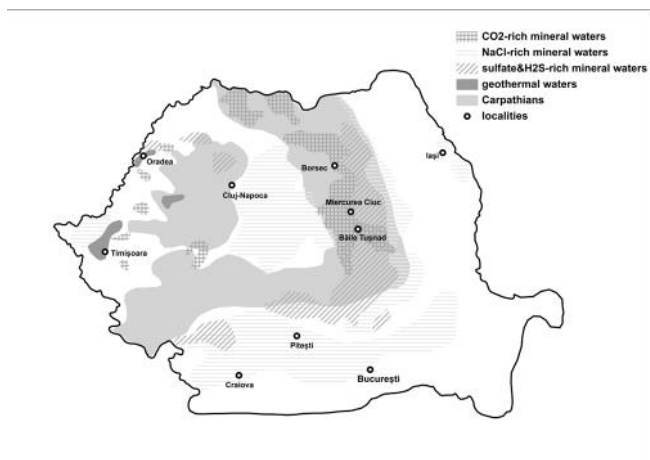 CO2-rich mineral waters
NaCl-rich mineral waters
sulfate&H2S-rich mineral waters
geothermal waters
Carpathians
localities
Oradea
Borsec
Iași
Cluj-Napoca
Miercurea Ciuc
Băile Tușnad
Timișoara
Pitești
Craiova
București